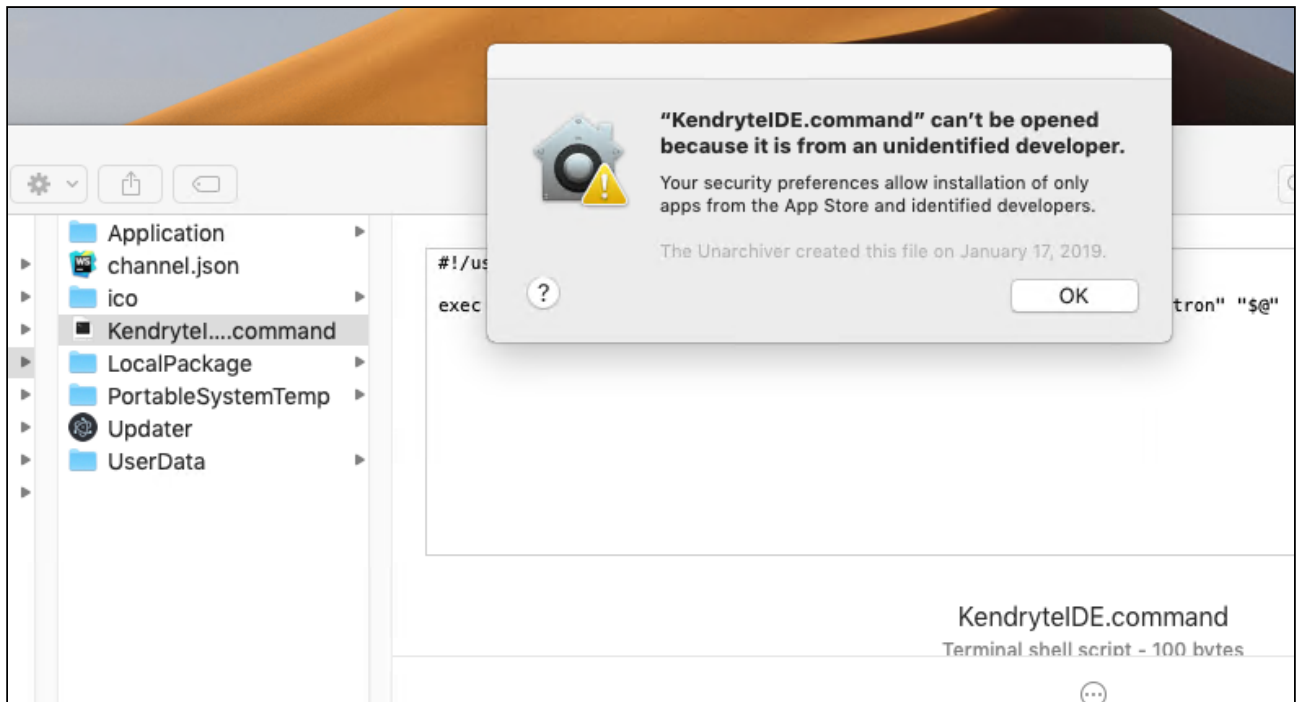 “KendryteIDE.command” can’t be opened
because it is from an unidentified developer.
Your security preferences allow installation of only
apps from the App Store and identified developers.
The Unarchiver created this file on January 17, 2019.
?
OK
Application
channel.json
ico
KendryteI....command
LocalPackage
PortableSystemTemp
Updater
UserData
WS
#!/us
exec
tron" "$@"
KendryteIDE.command
Terminal shell script - 100 bytes